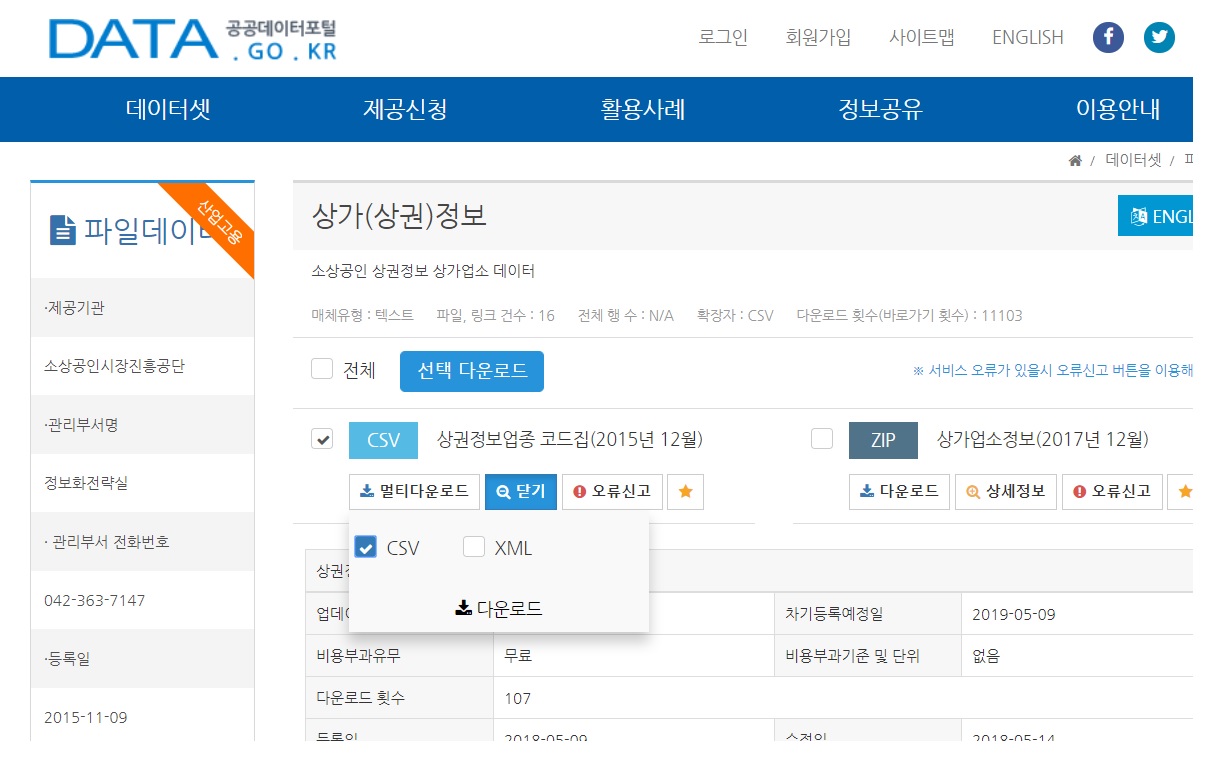 DATA 공공데이터포털
.GO.KR
로그인 회원가입 사이트맵 ENGLISH
데이터셋 제공신청 활용사례 정보공유 이용안내
/ 데이터셋 /
산업고용
파일데이
·제공기관
소상공인시장진흥공단
·관리부서명
정보화전략실
· 관리부서 전화번호
042-363-7147
·등록일
2015-11-09
상가(상권)정보
ENGL
소상공인 상권정보 상가업소 데이터
매체유형 : 텍스트 파일, 링크 건수 : 16 전체 행 수 : N/A 확장자 : CSV 다운로드 횟수(바로가기 횟수) : 11103
전체 선택 다운로드 ※ 서비스 오류가 있을시 오류신고 버튼을 이용해
CSV 상권정보업종 코드집(2015년 12월) ZIP 상가업소정보(2017년 12월)
멀티다운로드 닫기 오류신고 다운로드 상세정보 오류신고
CSV XML
다운로드
상권
업데 차기등록예정일 2019-05-09
비용부과유무 무료 비용부과기준 및 단위 없음
다운로드 횟수 107
등록일 2018-05-09 수정일 2018-05-14